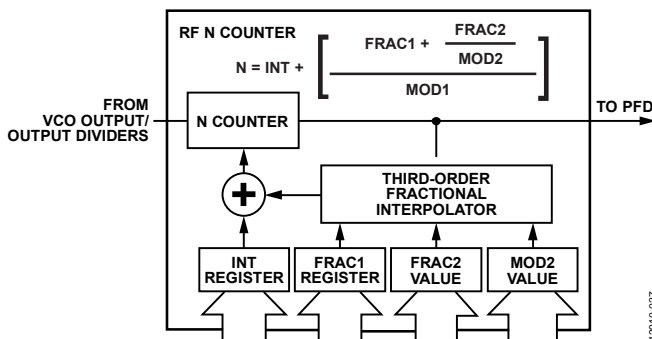 RF N COUNTER
N = INT +
FRAC1 +
FRAC2
MOD2
MOD1
FROM
VCO OUTPUT/
OUTPUT DIVIDERS
N COUNTER
TO PFD
THIRD-ORDER
FRACTIONAL
INTERPOLATOR
+
INT
REGISTER
FRAC1
REGISTER
FRAC2
VALUE
MOD2
VALUE